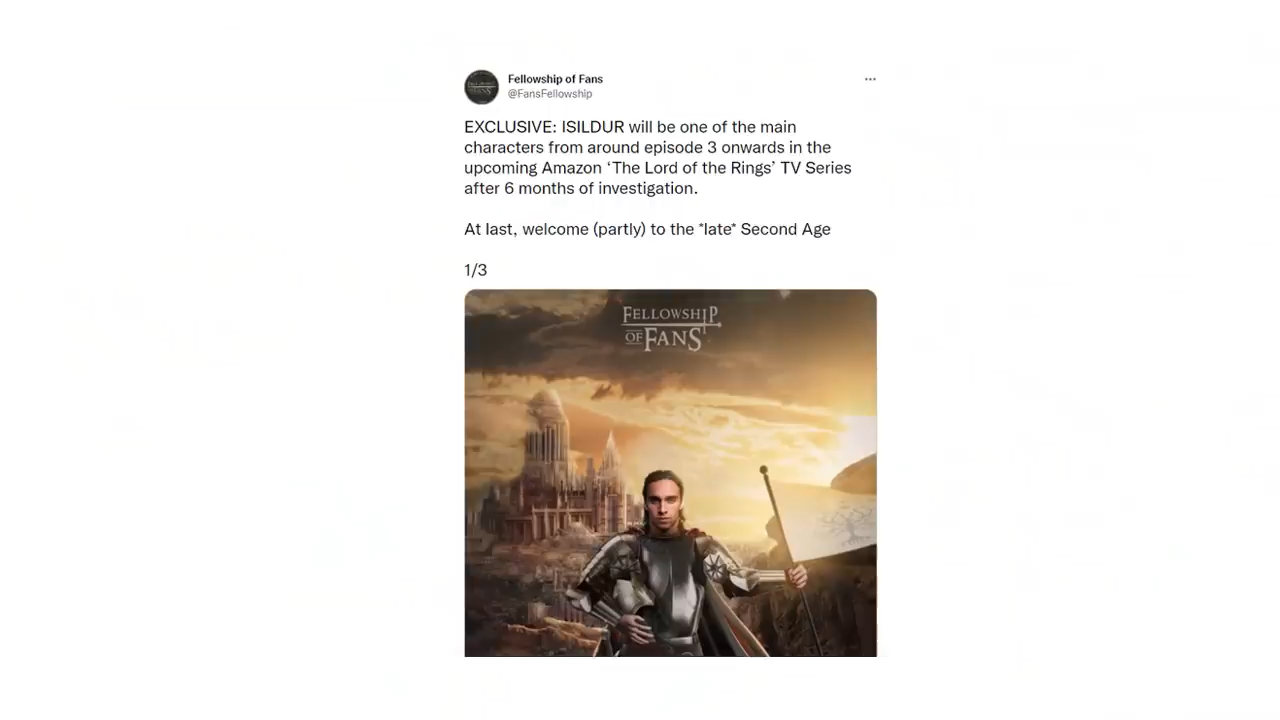 Fellowship of Fans
@FansFellowship
EXCLUSIVE: ISILDUR will be one of the main
characters from around episode 3 onwards in the
upcoming Amazon ‘The Lord of the Rings’ TV Series
after 6 months of investigation.
At last, welcome (partly) to the *late* Second Age
1/3
FELLOWSHIP
OF FANS